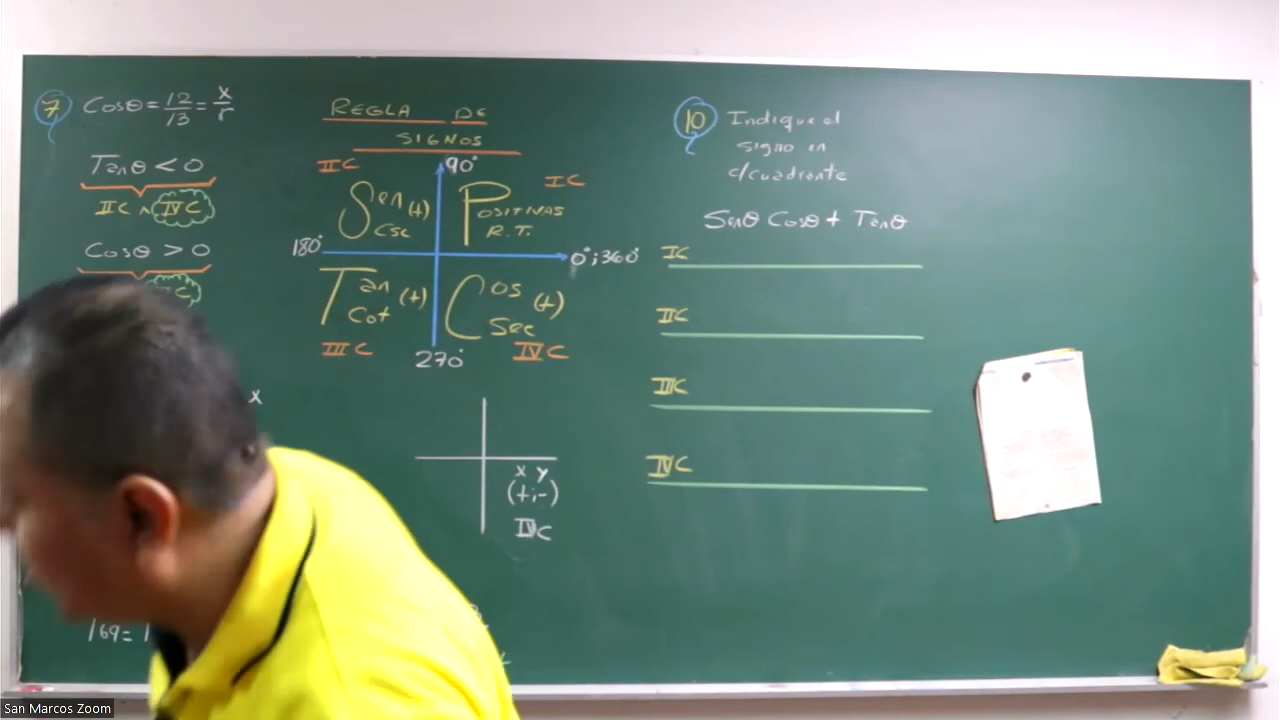 7 Cosθ = 12/13 = x/r
Tanθ < 0
IIC ∧ IVC
Cosθ > 0
x
169=
REGLA DE
SIGNOS
IIC
90°
IC
Sen (+)
Csc
POSITIVAS
R.T.
180°
0°; 360°
Tan (+)
Cot
Cos (+)
Sec
IIIC
270°
IVC
x y
(+;-)
IVC
10 Indique el
signo en
c/cuadrante
Senθ Cosθ + Tanθ
IC
IIC
IIIC
IVC
San Marcos Zoom